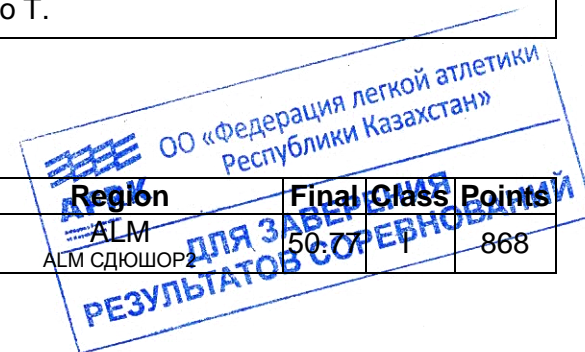 о Т.
ОО «Федерация легкой атлетики
Республики Казахстан»
Region Final Class Points
ALM 50.77 I 868
ALM СДЮШОР2
ДЛЯ ЗАВЕРЕНИЯ
РЕЗУЛЬТАТОВ СОРЕВНОВАНИЙ